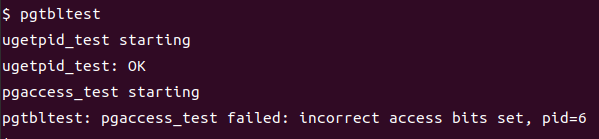 $ pgtbltest
ugetpid_test starting
ugetpid_test: OK
pgaccess_test starting
pgtbltest: pgaccess_test failed: incorrect access bits set, pid=6